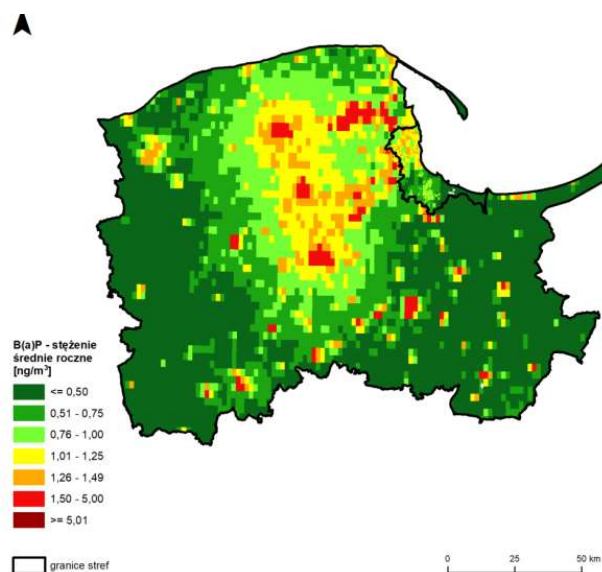 B(a)P - stężenie
średnie roczne
[ng/m³]
<= 0,50
0,51 - 0,75
0,76 - 1,00
1,01 - 1,25
1,26 - 1,49
1,50 - 5,00
>= 5,01
granice stref
0 25 50 km